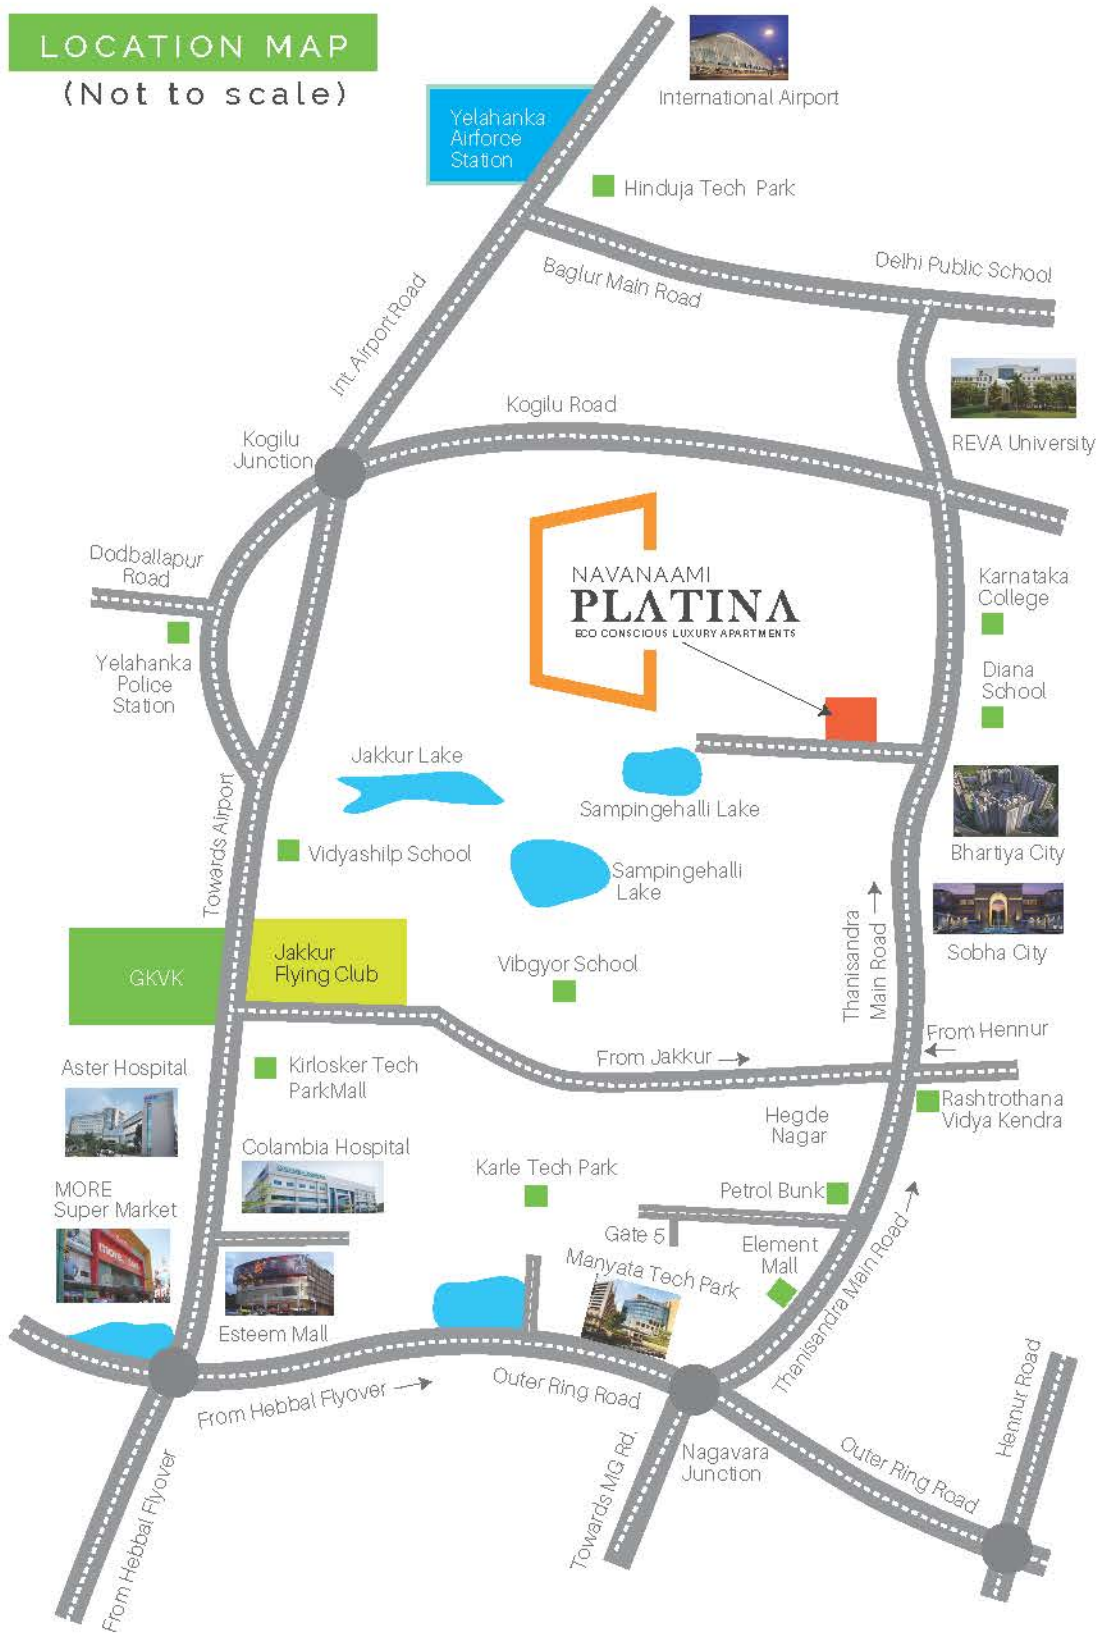 LOCATION MAP
(Not to scale)
International Airport
Yelahanka
Airforce
Station
Hinduja Tech Park
Delhi Public School
Baglur Main Road
Int. Airport Road
REVA University
Kogilu Road
Kogilu
Junction
Dodballapur
Road
Yelahanka
Police
Station
NAVANAAMI
PLATINA
ECO CONSCIOUS LUXURY APARTMENTS
Karnataka
College
Diana
School
Jakkur Lake
Sampingehalli Lake
Towards Airport
Vidyashilp School
Sampingehalli
Lake
Bhartiya City
Sobha City
Thanisandra
Main Road
GKVK
Jakkur
Flying Club
Vibgyor School
From Hennur
From Jakkur
Aster Hospital
Kirlosker Tech
ParkMall
Rashtrothana
Vidya Kendra
Hegde
Nagar
Colambia Hospital
Karle Tech Park
MORE
Super Market
Petrol Bunk
Gate 5
Element
Mall
Manyata Tech Park
Thanisandra Main Road
Esteem Mall
From Hebbal Flyover
Outer Ring Road
Hennur Road
Nagavara
Junction
Outer Ring Road
Towards MG Rd.
From Hebbal Flyover